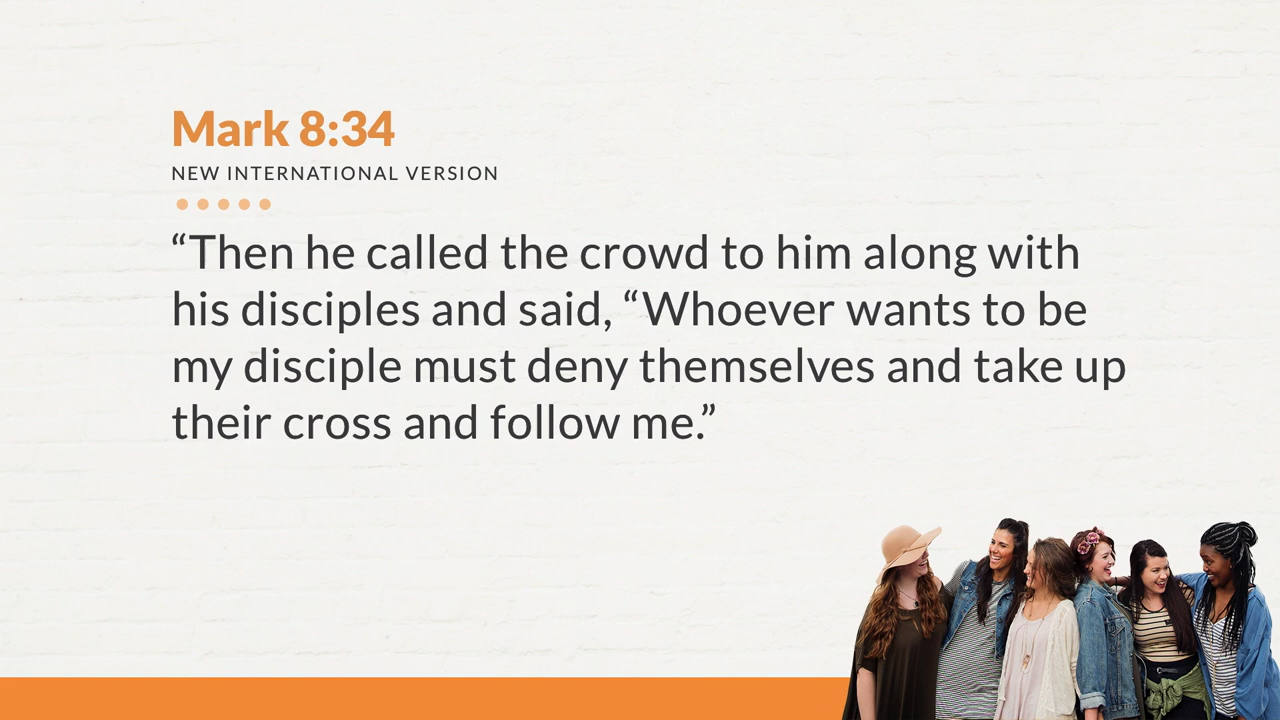 Mark 8:34
NEW INTERNATIONAL VERSION
“Then he called the crowd to him along with
his disciples and said, “Whoever wants to be
my disciple must deny themselves and take up
their cross and follow me.”